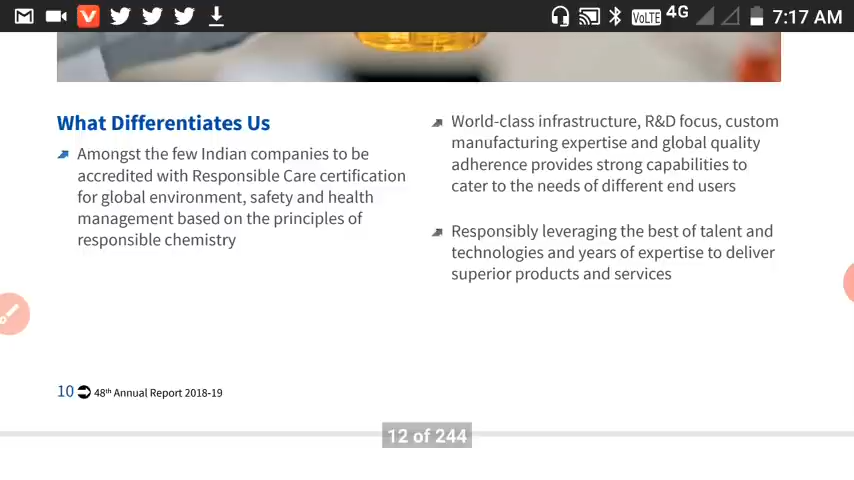 VoLTE 4G 7:17 AM
What Differentiates Us
Amongst the few Indian companies to be
accredited with Responsible Care certification
for global environment, safety and health
management based on the principles of
responsible chemistry
World-class infrastructure, R&D focus, custom
manufacturing expertise and global quality
adherence provides strong capabilities to
cater to the needs of different end users
Responsibly leveraging the best of talent and
technologies and years of expertise to deliver
superior products and services
10 48th Annual Report 2018-19
12 of 244